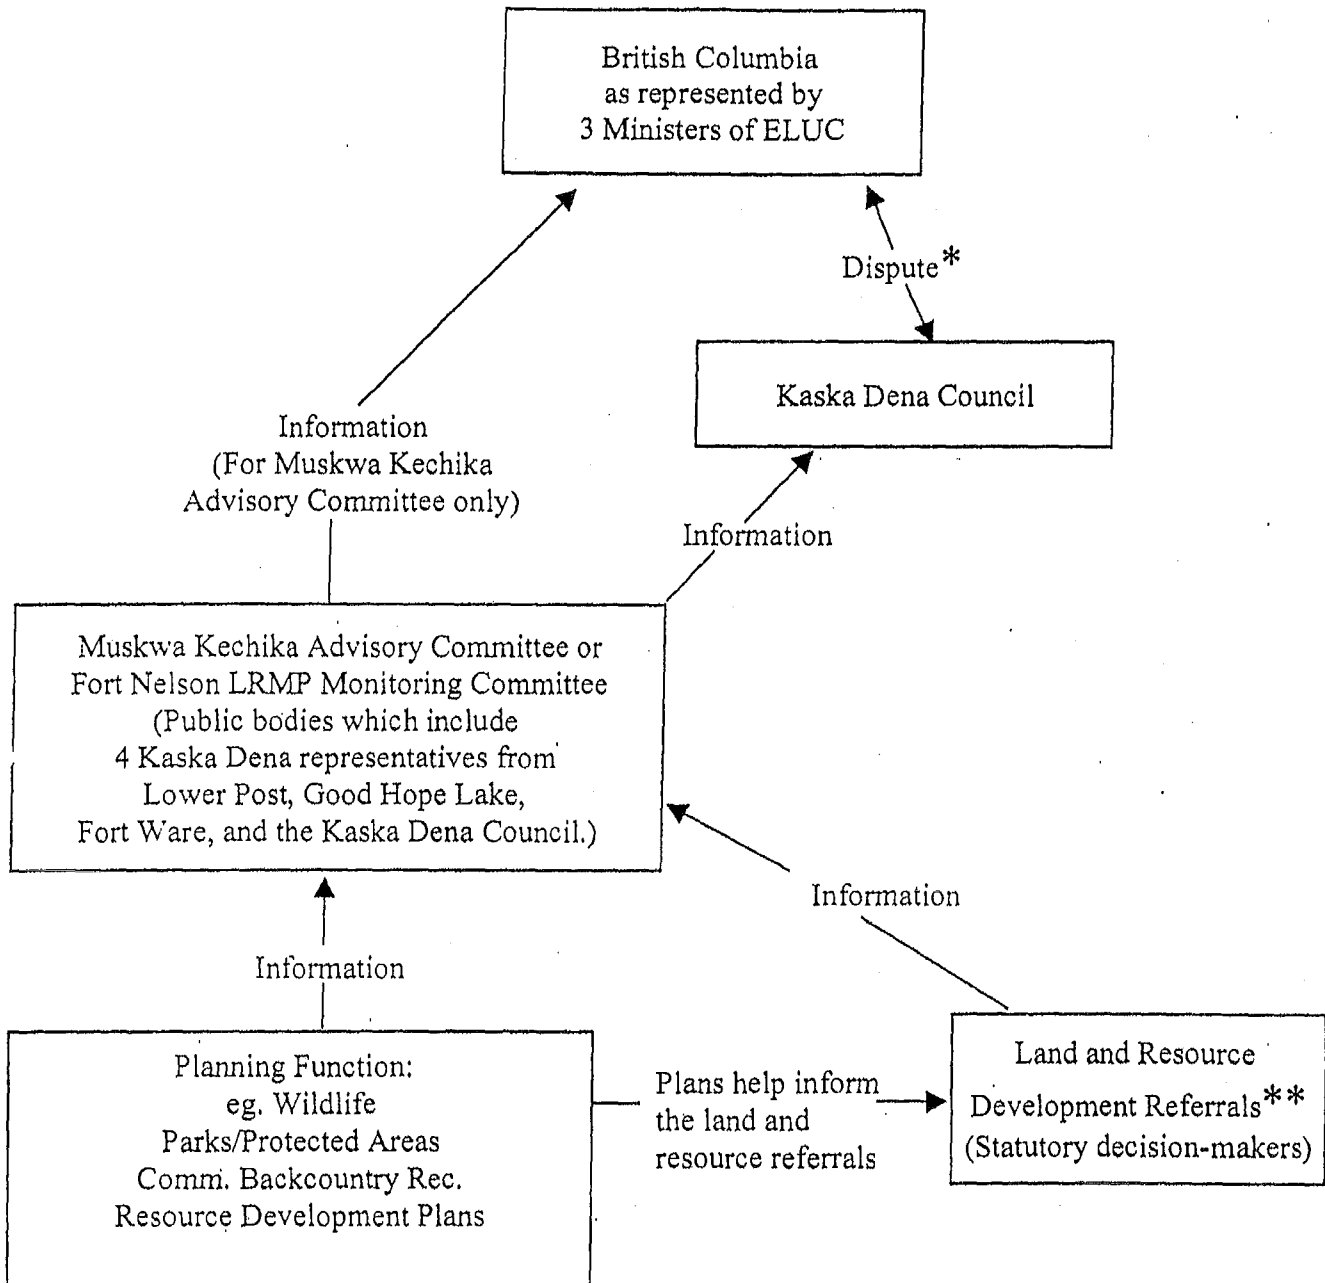 British Columbia
as represented by
3 Ministers of ELUC
Dispute*
Kaska Dena Council
Information
(For Muskwa Kechika
Advisory Committee only)
Information
Muskwa Kechika Advisory Committee or
Fort Nelson LRMP Monitoring Committee
(Public bodies which include
4 Kaska Dena representatives from
Lower Post, Good Hope Lake,
Fort Ware, and the Kaska Dena Council.)
Information
Information
Planning Function:
eg. Wildlife
Parks/Protected Areas
Comm. Backcountry Rec.
Resource Development Plans
Plans help inform
the land and
resource referrals
Land and Resource
Development Referrals**
(Statutory decision-makers)